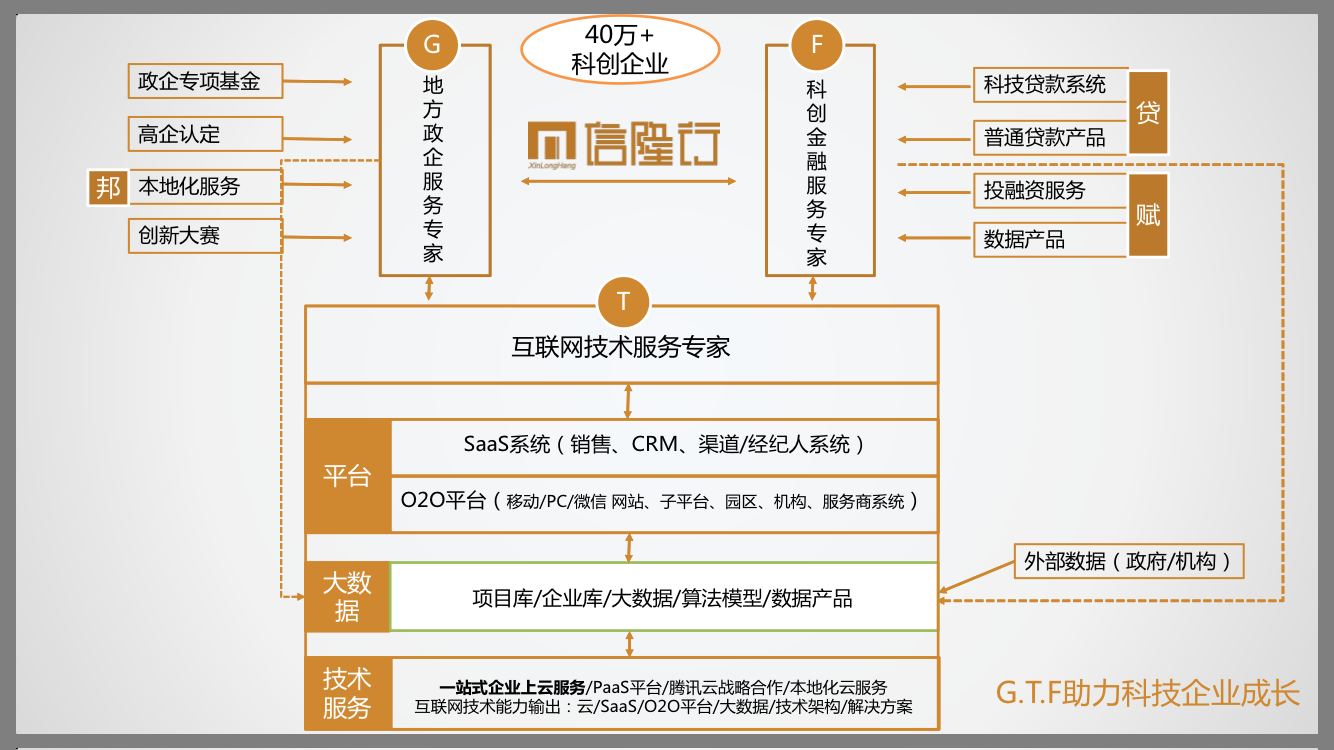 40万+
科创企业
G
地方政企服务专家
F
科创金融服务专家
政企专项基金
高企认定
邦
本地化服务
创新大赛
信隆行
XinLongHang
科技贷款系统
普通贷款产品
贷
投融资服务
数据产品
赋
T
互联网技术服务专家
平台
SaaS系统（销售、CRM、渠道/经纪人系统）
O2O平台（移动/PC/微信 网站、子平台、园区、机构、服务商系统）
大数
据
项目库/企业库/大数据/算法模型/数据产品
外部数据（政府/机构）
技术
服务
一站式企业上云服务/PaaS平台/腾讯云战略合作/本地化云服务
互联网技术能力输出：云/SaaS/O2O平台/大数据/技术架构/解决方案
G.T.F助力科技企业成长